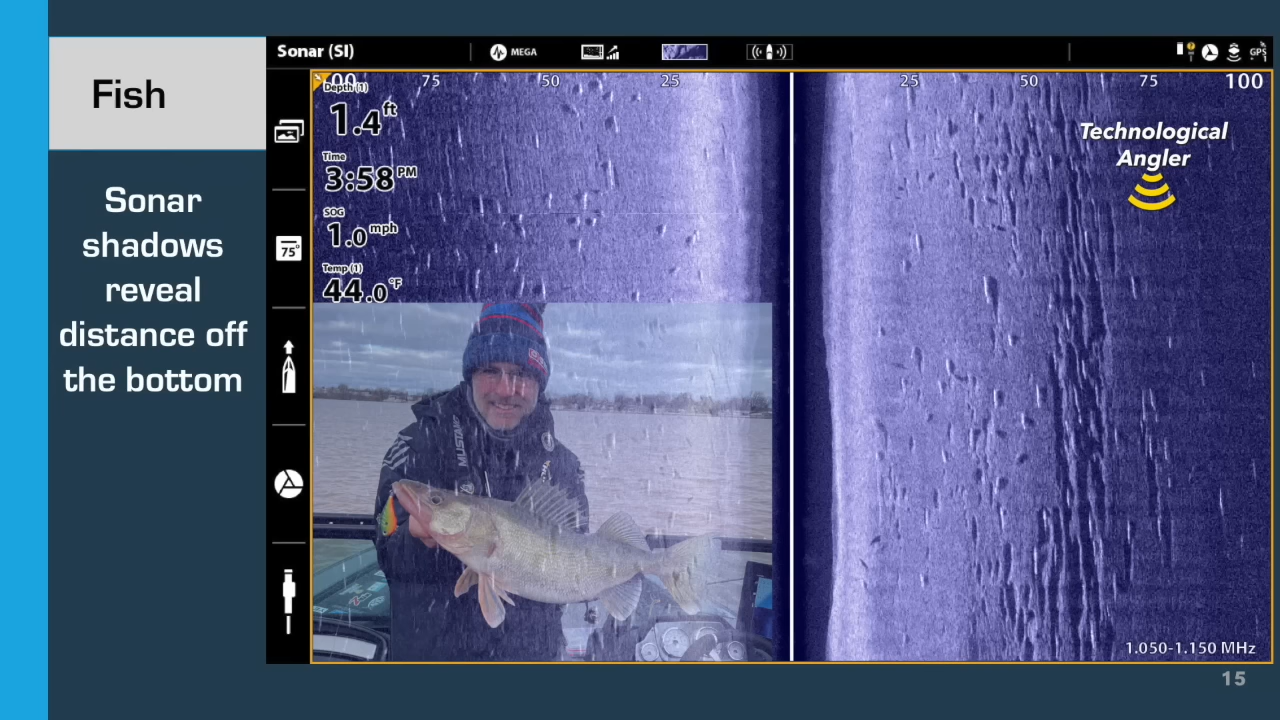 Fish
Sonar
shadows
reveal
distance off
the bottom
Sonar (SI)
MEGA
GPS
75
50
25
25
50
75
100
Depth (1)
1.4 ft
Time
3:58 PM
SOG
1.0 mph
Temp (1)
44.0 °F
75°
Technological
Angler
MUSTAD
1.050-1.150 MHz
15